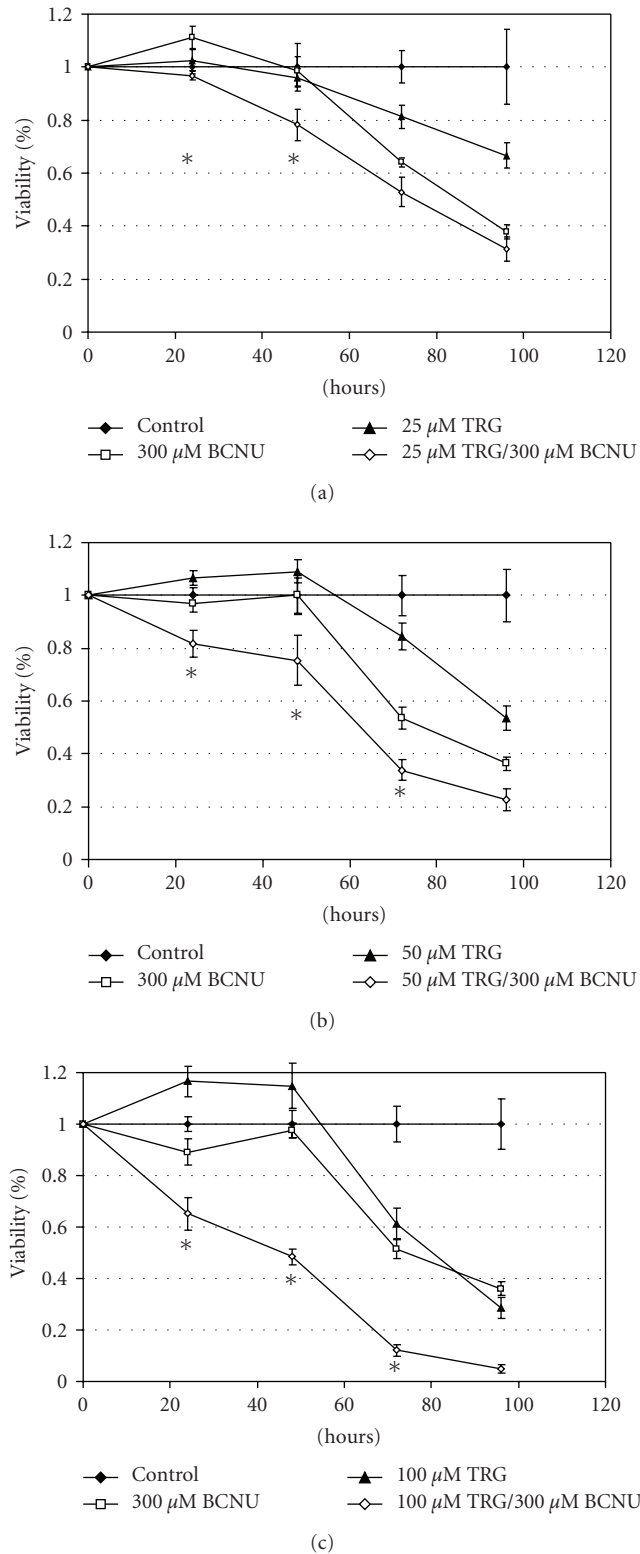 1.2
1
0.8
0.6
0.4
0.2
0
Viability (%)
* *
0 20 40 60 80 100 120
(hours)
Control 25 μM TRG
300 μM BCNU 25 μM TRG/300 μM BCNU
(a)
1.2
1
0.8
0.6
0.4
0.2
0
Viability (%)
*
*
*
0 20 40 60 80 100 120
(hours)
Control 50 μM TRG
300 μM BCNU 50 μM TRG/300 μM BCNU
(b)
1.2
1
0.8
0.6
0.4
0.2
0
Viability (%)
*
*
*
0 20 40 60 80 100 120
(hours)
Control 100 μM TRG
300 μM BCNU 100 μM TRG/300 μM BCNU
(c)